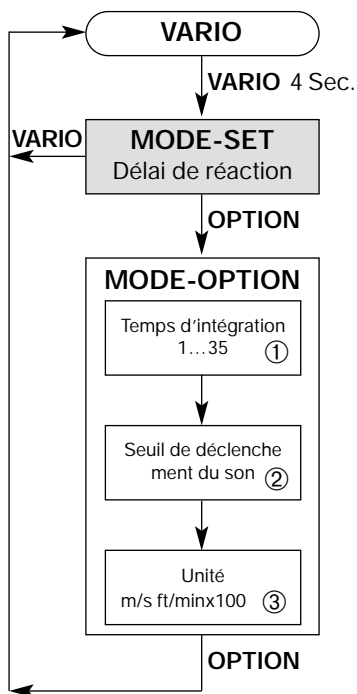 VARIO
VARIO 4 Sec.
VARIO
MODE-SET
Délai de réaction
OPTION
MODE-OPTION
Temps d'intégration
1...35 ①
Seuil de déclenche
ment du son ②
Unité
m/s ft/minx100 ③
OPTION